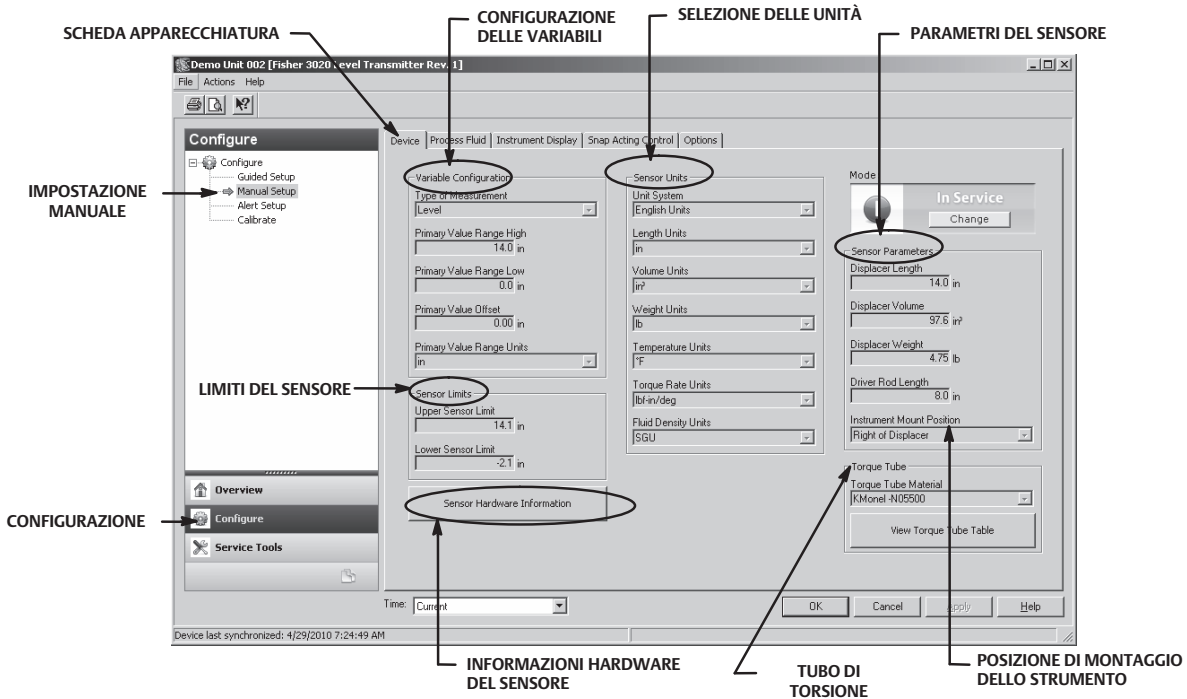 SCHEDA APPARECCHIATURA
CONFIGURAZIONE
DELLE VARIABILI
SELEZIONE DELLE UNITÀ
PARAMETRI DEL SENSORE
Demo Unit 002 [Fisher 3020 Level Transmitter Rev. 1]
File Actions Help
Configure
Configure
Guided Setup
Manual Setup
Alert Setup
Calibrate
IMPOSTAZIONE
MANUALE
Device Process Fluid Instrument Display Snap Acting Control Options
Variable Configuration
Type of Measurement
Level
Primary Value Range High
14.0 in
Primary Value Range Low
0.0 in
Primary Value Offset
0.00 in
Primary Value Range Units
in
LIMITI DEL SENSORE
Sensor Limits
Upper Sensor Limit
14.1 in
Lower Sensor Limit
-2.1 in
Sensor Hardware Information
Sensor Units
Unit System
English Units
Length Units
in
Volume Units
in³
Weight Units
lb
Temperature Units
°F
Torque Rate Units
lbf-in/deg
Fluid Density Units
SGU
Mode
In Service
Change
Sensor Parameters
Displacer Length
14.0 in
Displacer Volume
97.6 in³
Displacer Weight
4.75 lb
Driver Rod Length
8.0 in
Instrument Mount Position
Right of Displacer
Torque Tube
Torque Tube Material
KMonel -N05500
View Torque Tube Table
Overview
CONFIGURAZIONE
Configure
Service Tools
Time: Current
OK Cancel Apply Help
Device last synchronized: 4/29/2010 7:24:49 AM
INFORMAZIONI HARDWARE
DEL SENSORE
TUBO DI
TORSIONE
POSIZIONE DI MONTAGGIO
DELLO STRUMENTO